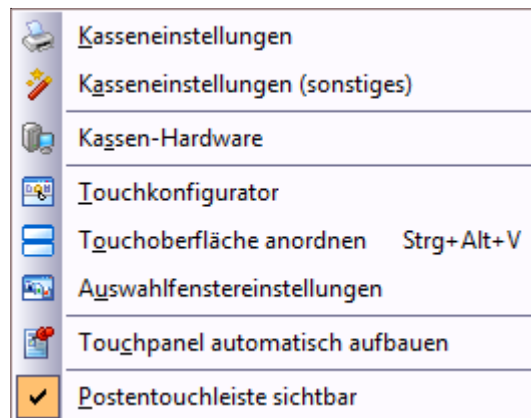 Kasseneinstellungen
Kasseneinstellungen (sonstiges)
Kassen-Hardware
Touchkonfigurator
Touchoberfläche anordnen Strg+Alt+V
Auswahlfenstereinstellungen
Touchpanel automatisch aufbauen
Postentouchleiste sichtbar